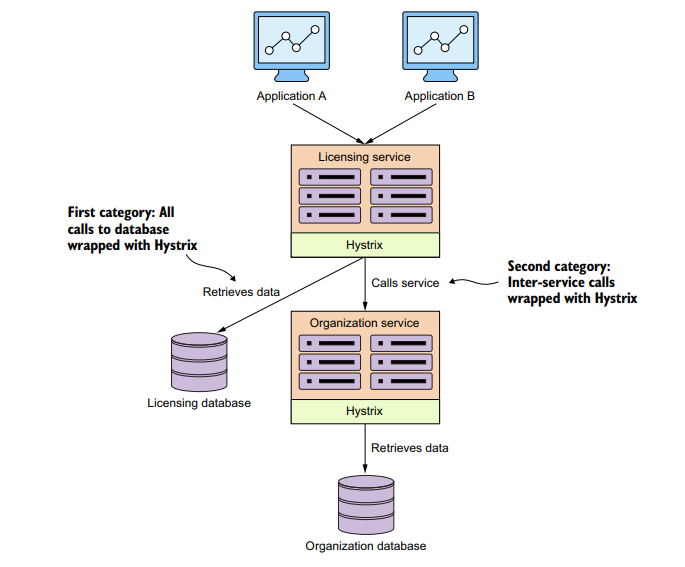 Application A
Application B
Licensing service
Hystrix
First category: All
calls to database
wrapped with Hystrix
Retrieves data
Calls service
Second category:
Inter-service calls
wrapped with Hystrix
Organization service
Licensing database
Hystrix
Retrieves data
Organization database